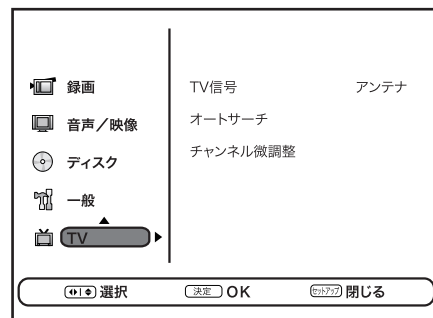 録画
音声／映像
ディスク
一般
TV
TV信号 アンテナ
オートサーチ
チャンネル微調整
選択 決定 OK セットアップ 閉じる